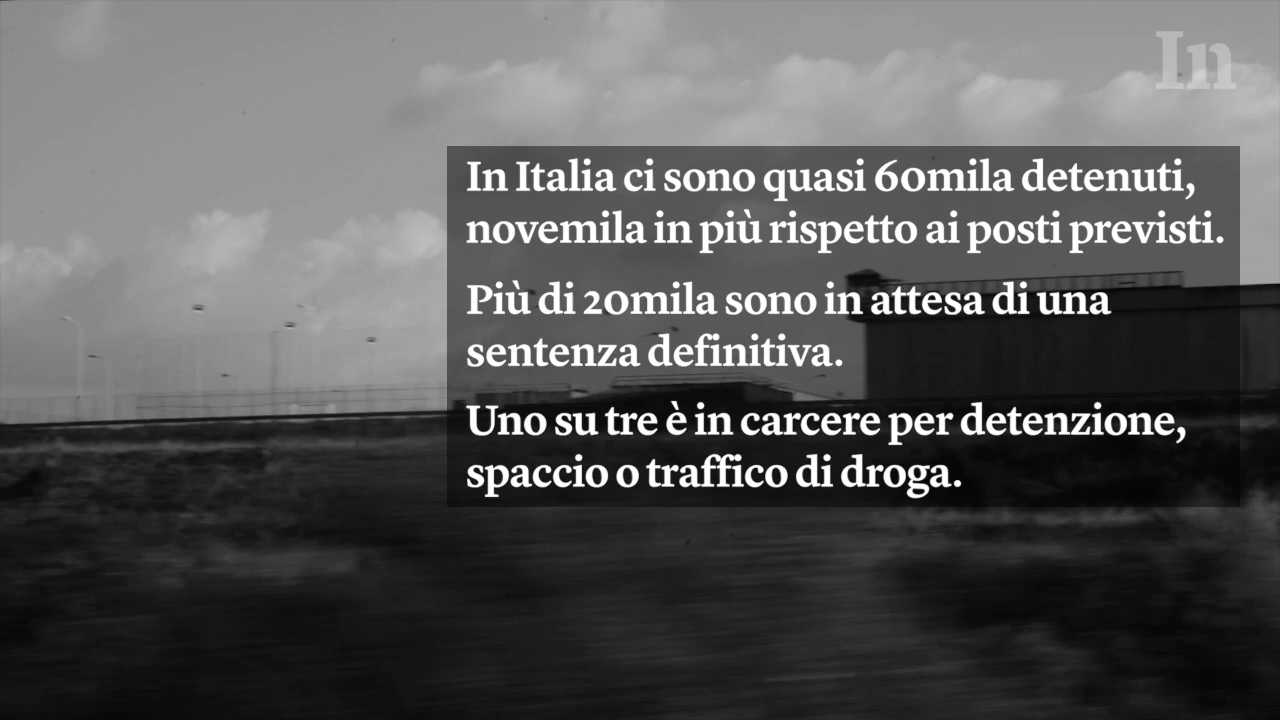 In
In Italia ci sono quasi 60mila detenuti,
novemila in più rispetto ai posti previsti.
Più di 20mila sono in attesa di una
sentenza definitiva.
Uno su tre è in carcere per detenzione,
spaccio o traffico di droga.